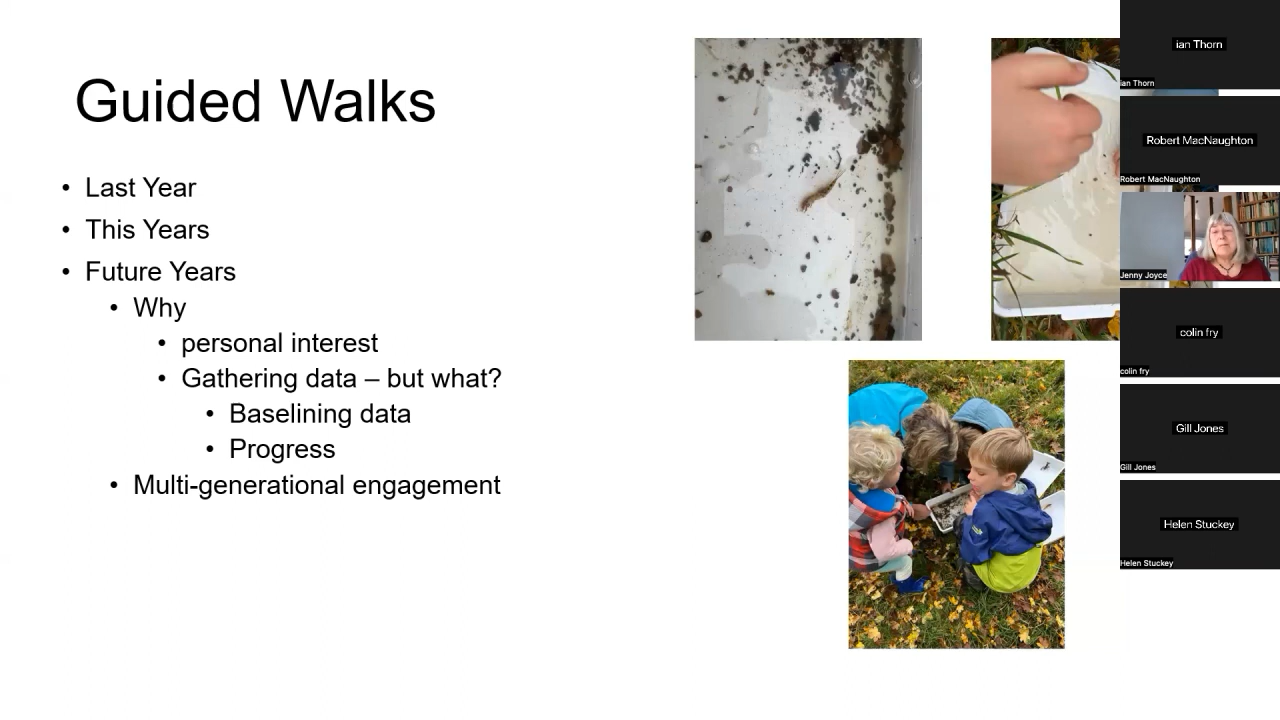 Guided Walks
• Last Year
• This Years
• Future Years
• Why
• personal interest
• Gathering data – but what?
• Baselining data
• Progress
• Multi-generational engagement
ian Thorn
ian Thorn
Robert MacNaughton
Robert MacNaughton
Jenny Joyce
colin fry
colin fry
Gill Jones
Gill Jones
Helen Stuckey
Helen Stuckey